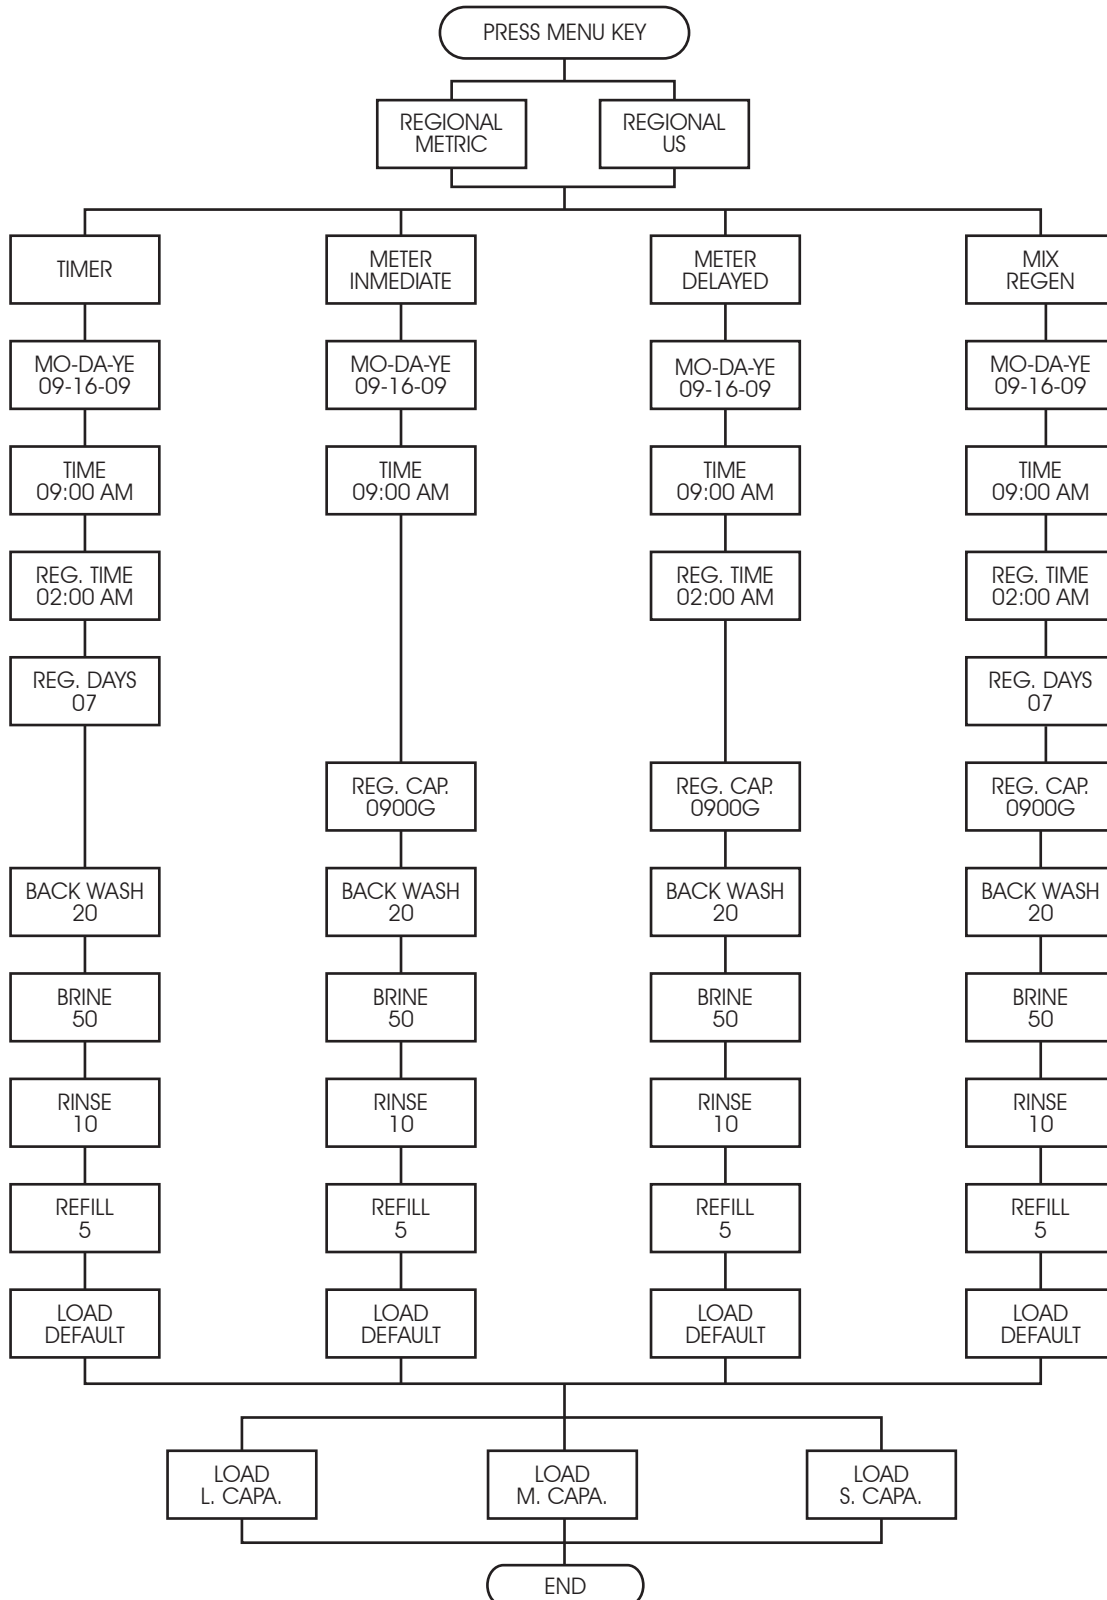 PRESS MENU KEY
REGIONAL
METRIC
REGIONAL
US
TIMER
METER
INMEDIATE
METER
DELAYED
MIX
REGEN
MO-DA-YE
09-16-09
MO-DA-YE
09-16-09
MO-DA-YE
09-16-09
MO-DA-YE
09-16-09
TIME
09:00 AM
TIME
09:00 AM
TIME
09:00 AM
TIME
09:00 AM
REG. TIME
02:00 AM
REG. TIME
02:00 AM
REG. TIME
02:00 AM
REG. DAYS
07
REG. DAYS
07
REG. CAP.
0900G
REG. CAP.
0900G
REG. CAP.
0900G
BACK WASH
20
BACK WASH
20
BACK WASH
20
BACK WASH
20
BRINE
50
BRINE
50
BRINE
50
BRINE
50
RINSE
10
RINSE
10
RINSE
10
RINSE
10
REFILL
5
REFILL
5
REFILL
5
REFILL
5
LOAD
DEFAULT
LOAD
DEFAULT
LOAD
DEFAULT
LOAD
DEFAULT
LOAD
L. CAPA.
LOAD
M. CAPA.
LOAD
S. CAPA.
END